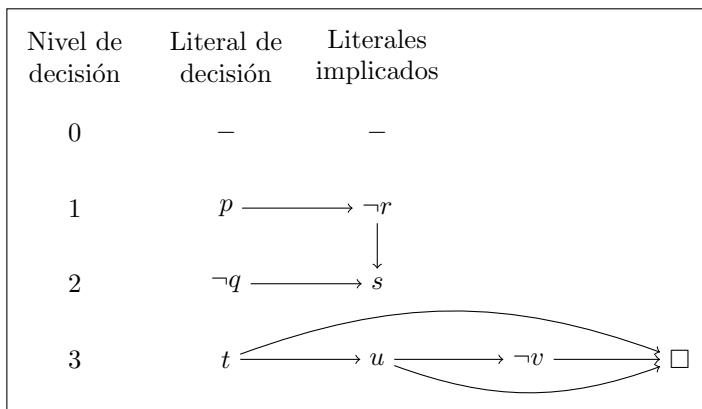 Nivel de decisión Literal de decisión Literales implicados
0 – –
1 p ¬r
2 ¬q s
3 t u ¬v □